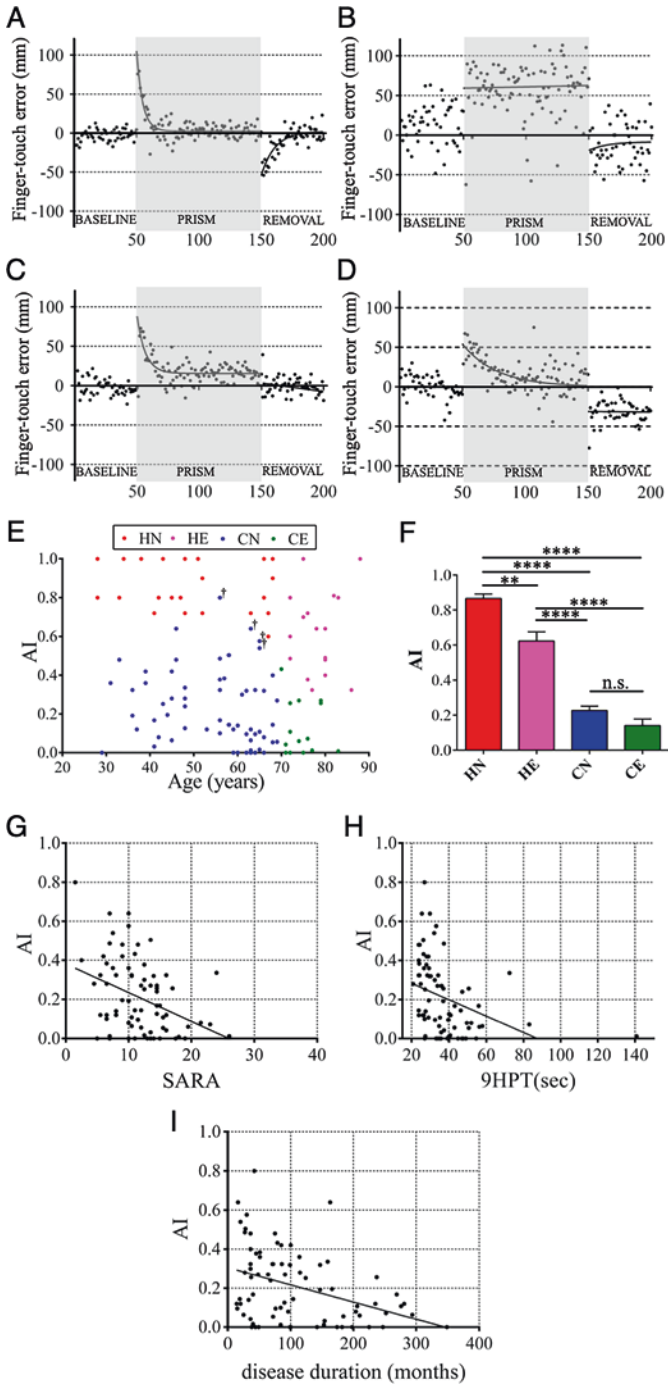 A
Finger-touch error (mm)
100
50
0
-50
-100
BASELINE PRISM REMOVAL
50 100 150 200
B
Finger-touch error (mm)
100
50
0
-50
-100
BASELINE PRISM REMOVAL
50 100 150 200
C
Finger-touch error (mm)
100
50
0
-50
-100
BASELINE PRISM REMOVAL
50 100 150 200
D
Finger-touch error (mm)
100
50
0
-50
-100
BASELINE PRISM REMOVAL
50 100 150 200
E
HN HE CN CE
AI
1.0
0.8
0.6
0.4
0.2
0.0
† † † †
20 30 40 50 60 70 80 90
Age (years)
F
****
****
** ****
****
n.s.
AI
1.0
0.8
0.6
0.4
0.2
0.0
HN HE CN CE
G
AI
1.0
0.8
0.6
0.4
0.2
0.0
0 10 20 30 40
SARA
H
AI
1.0
0.8
0.6
0.4
0.2
0.0
20 40 60 80 100 120 140
9HPT(sec)
I
AI
1.0
0.8
0.6
0.4
0.2
0.0
0 100 200 300 400
disease duration (months)